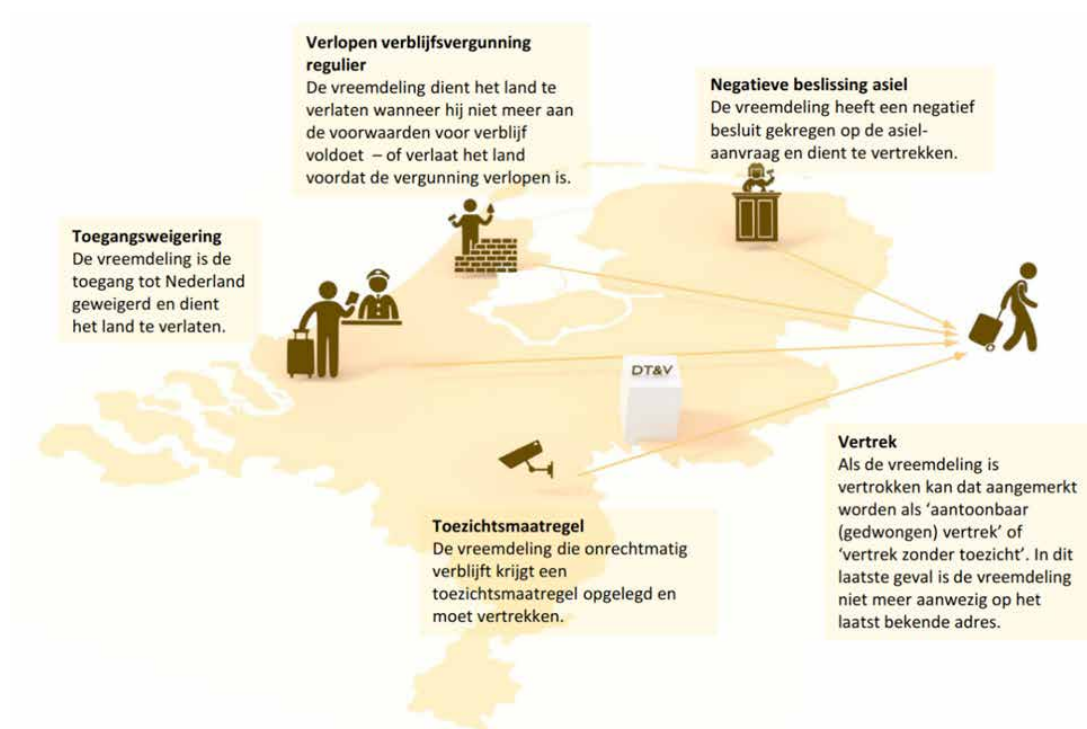 Verlopen verblijfsvergunning
regulier
De vreemdeling dient het land te
verlaten wanneer hij niet meer aan
de voorwaarden voor verblijf
voldoet – of verlaat het land
voordat de vergunning verlopen is.
Negatieve beslissing asiel
De vreemdeling heeft een negatief
besluit gekregen op de asiel-
aanvraag en dient te vertrekken.
Toegangsweigering
De vreemdeling is de
toegang tot Nederland
geweigerd en dient
het land te verlaten.
DT&V
Toezichtsmaatregel
De vreemdeling die onrechtmatig
verblijft krijgt een
toezichtsmaatregel opgelegd en
moet vertrekken.
Vertrek
Als de vreemdeling is
vertrokken kan dat aangemerkt
worden als ‘aantoonbaar
(gedwongen) vertrek’ of
‘vertrek zonder toezicht’. In dit
laatste geval is de vreemdeling
niet meer aanwezig op het
laatst bekende adres.